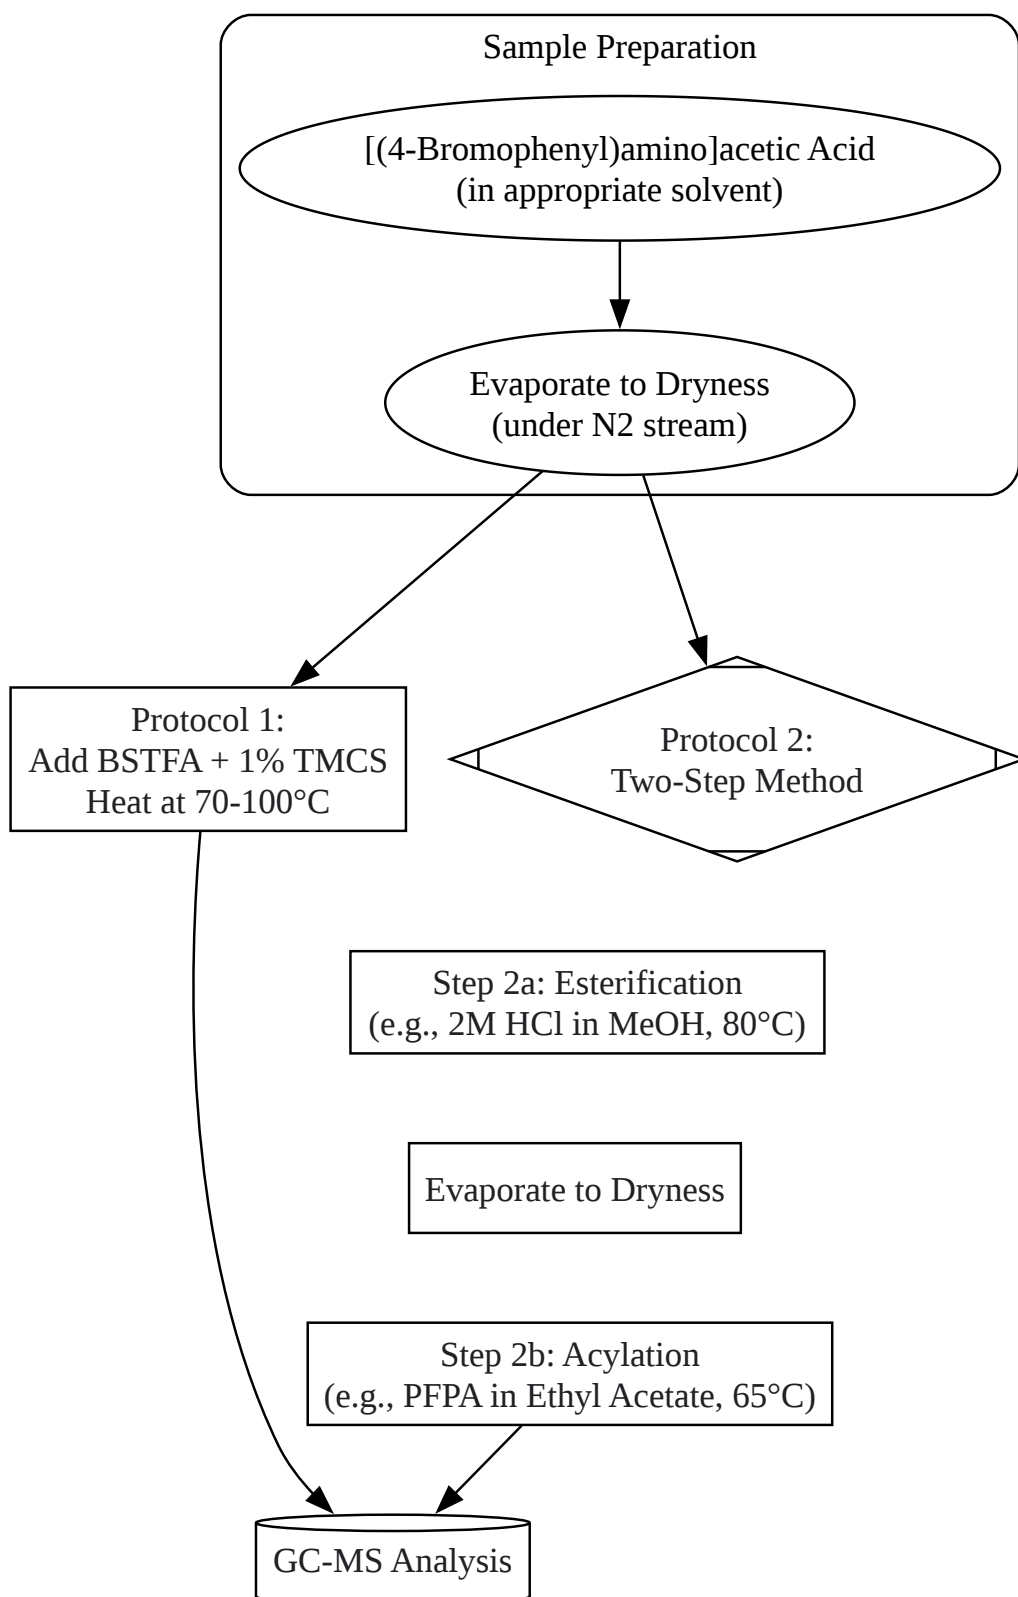 Sample Preparation
[(4-Bromophenyl)amino]acetic Acid
(in appropriate solvent)
Evaporate to Dryness
(under N2 stream)
Protocol 1:
Add BSTFA + 1% TMCS
Heat at 70-100°C
Protocol 2:
Two-Step Method
Step 2a: Esterification
(e.g., 2M HCl in MeOH, 80°C)
Evaporate to Dryness
Step 2b: Acylation
(e.g., PFPA in Ethyl Acetate, 65°C)
GC-MS Analysis